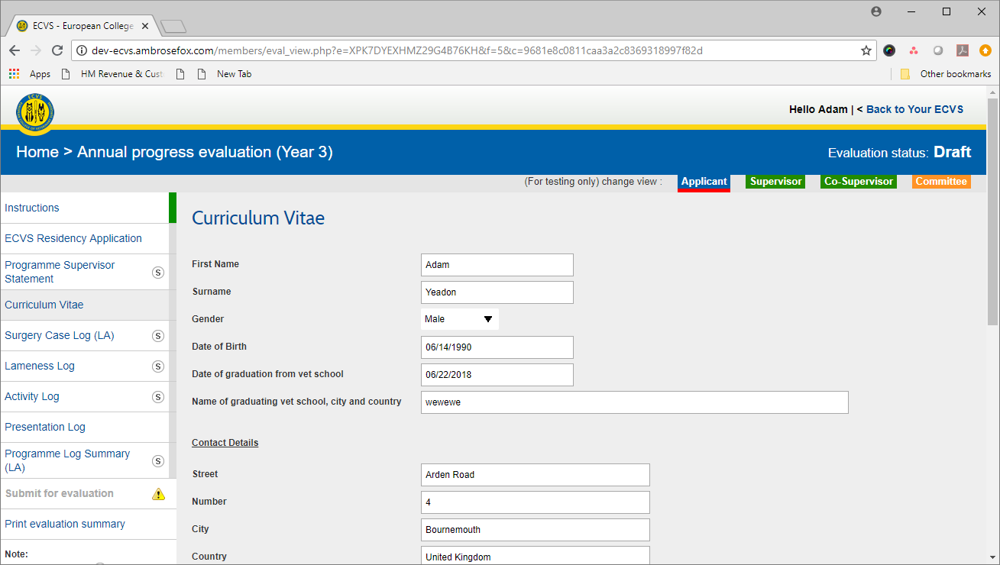 ECVS - European College
dev-ecvs.ambrosefox.com/members/eval_view.php?e=XPK7DYEXHMZ29G4B76KH&f=5&c=9681e8c0811caa3a2c8369318997f82d
Apps HM Revenue & Cust New Tab Other bookmarks
ECVS
Hello Adam | < Back to Your ECVS
Home > Annual progress evaluation (Year 3) Evaluation status: Draft
(For testing only) change view : Applicant Supervisor Co-Supervisor Committee
Instructions
ECVS Residency Application
Programme Supervisor
Statement S
Curriculum Vitae
Surgery Case Log (LA) S
Lameness Log S
Activity Log S
Presentation Log
Programme Log Summary
(LA) S
Submit for evaluation
Print evaluation summary
Note:
Curriculum Vitae
First Name Adam
Surname Yeadon
Gender Male
Date of Birth 06/14/1990
Date of graduation from vet school 06/22/2018
Name of graduating vet school, city and country wewewe
Contact Details
Street Arden Road
Number 4
City Bournemouth
Country United Kingdom